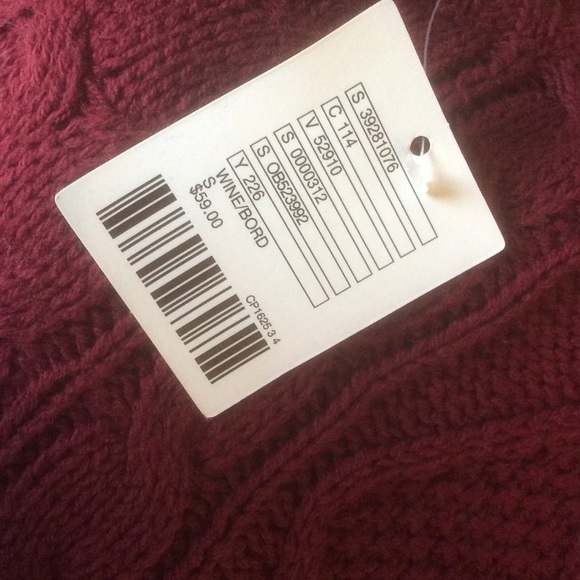 S 39281076
C 114
V 52910
S 0000312
S OB523992
Y 226
WINE/BORD
S
$59.00
CP1625 3 4